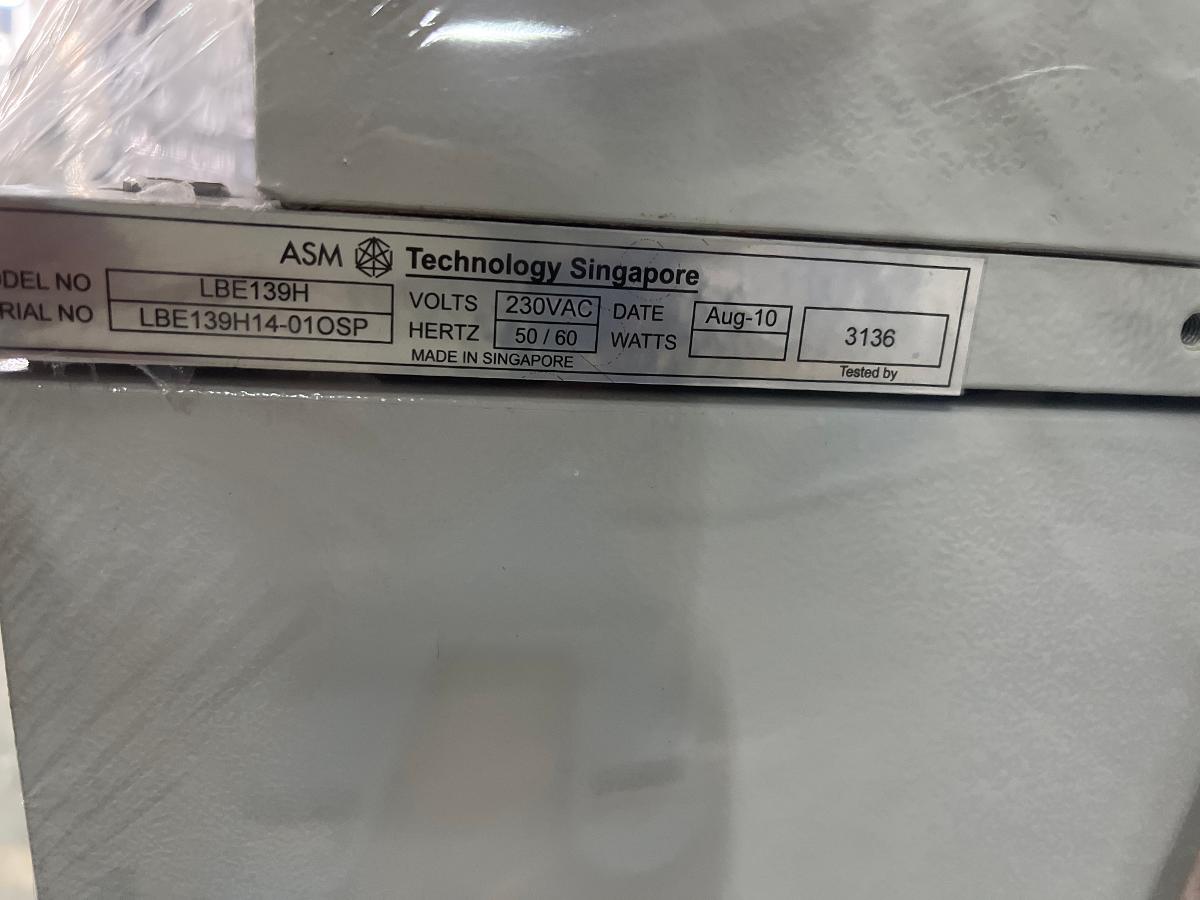 ASM Technology Singapore
ODEL NO LBE139H
RIAL NO LBE139H14-01OSP
VOLTS 230VAC
HERTZ 50 / 60
MADE IN SINGAPORE
DATE Aug-10
WATTS
3136
Tested by